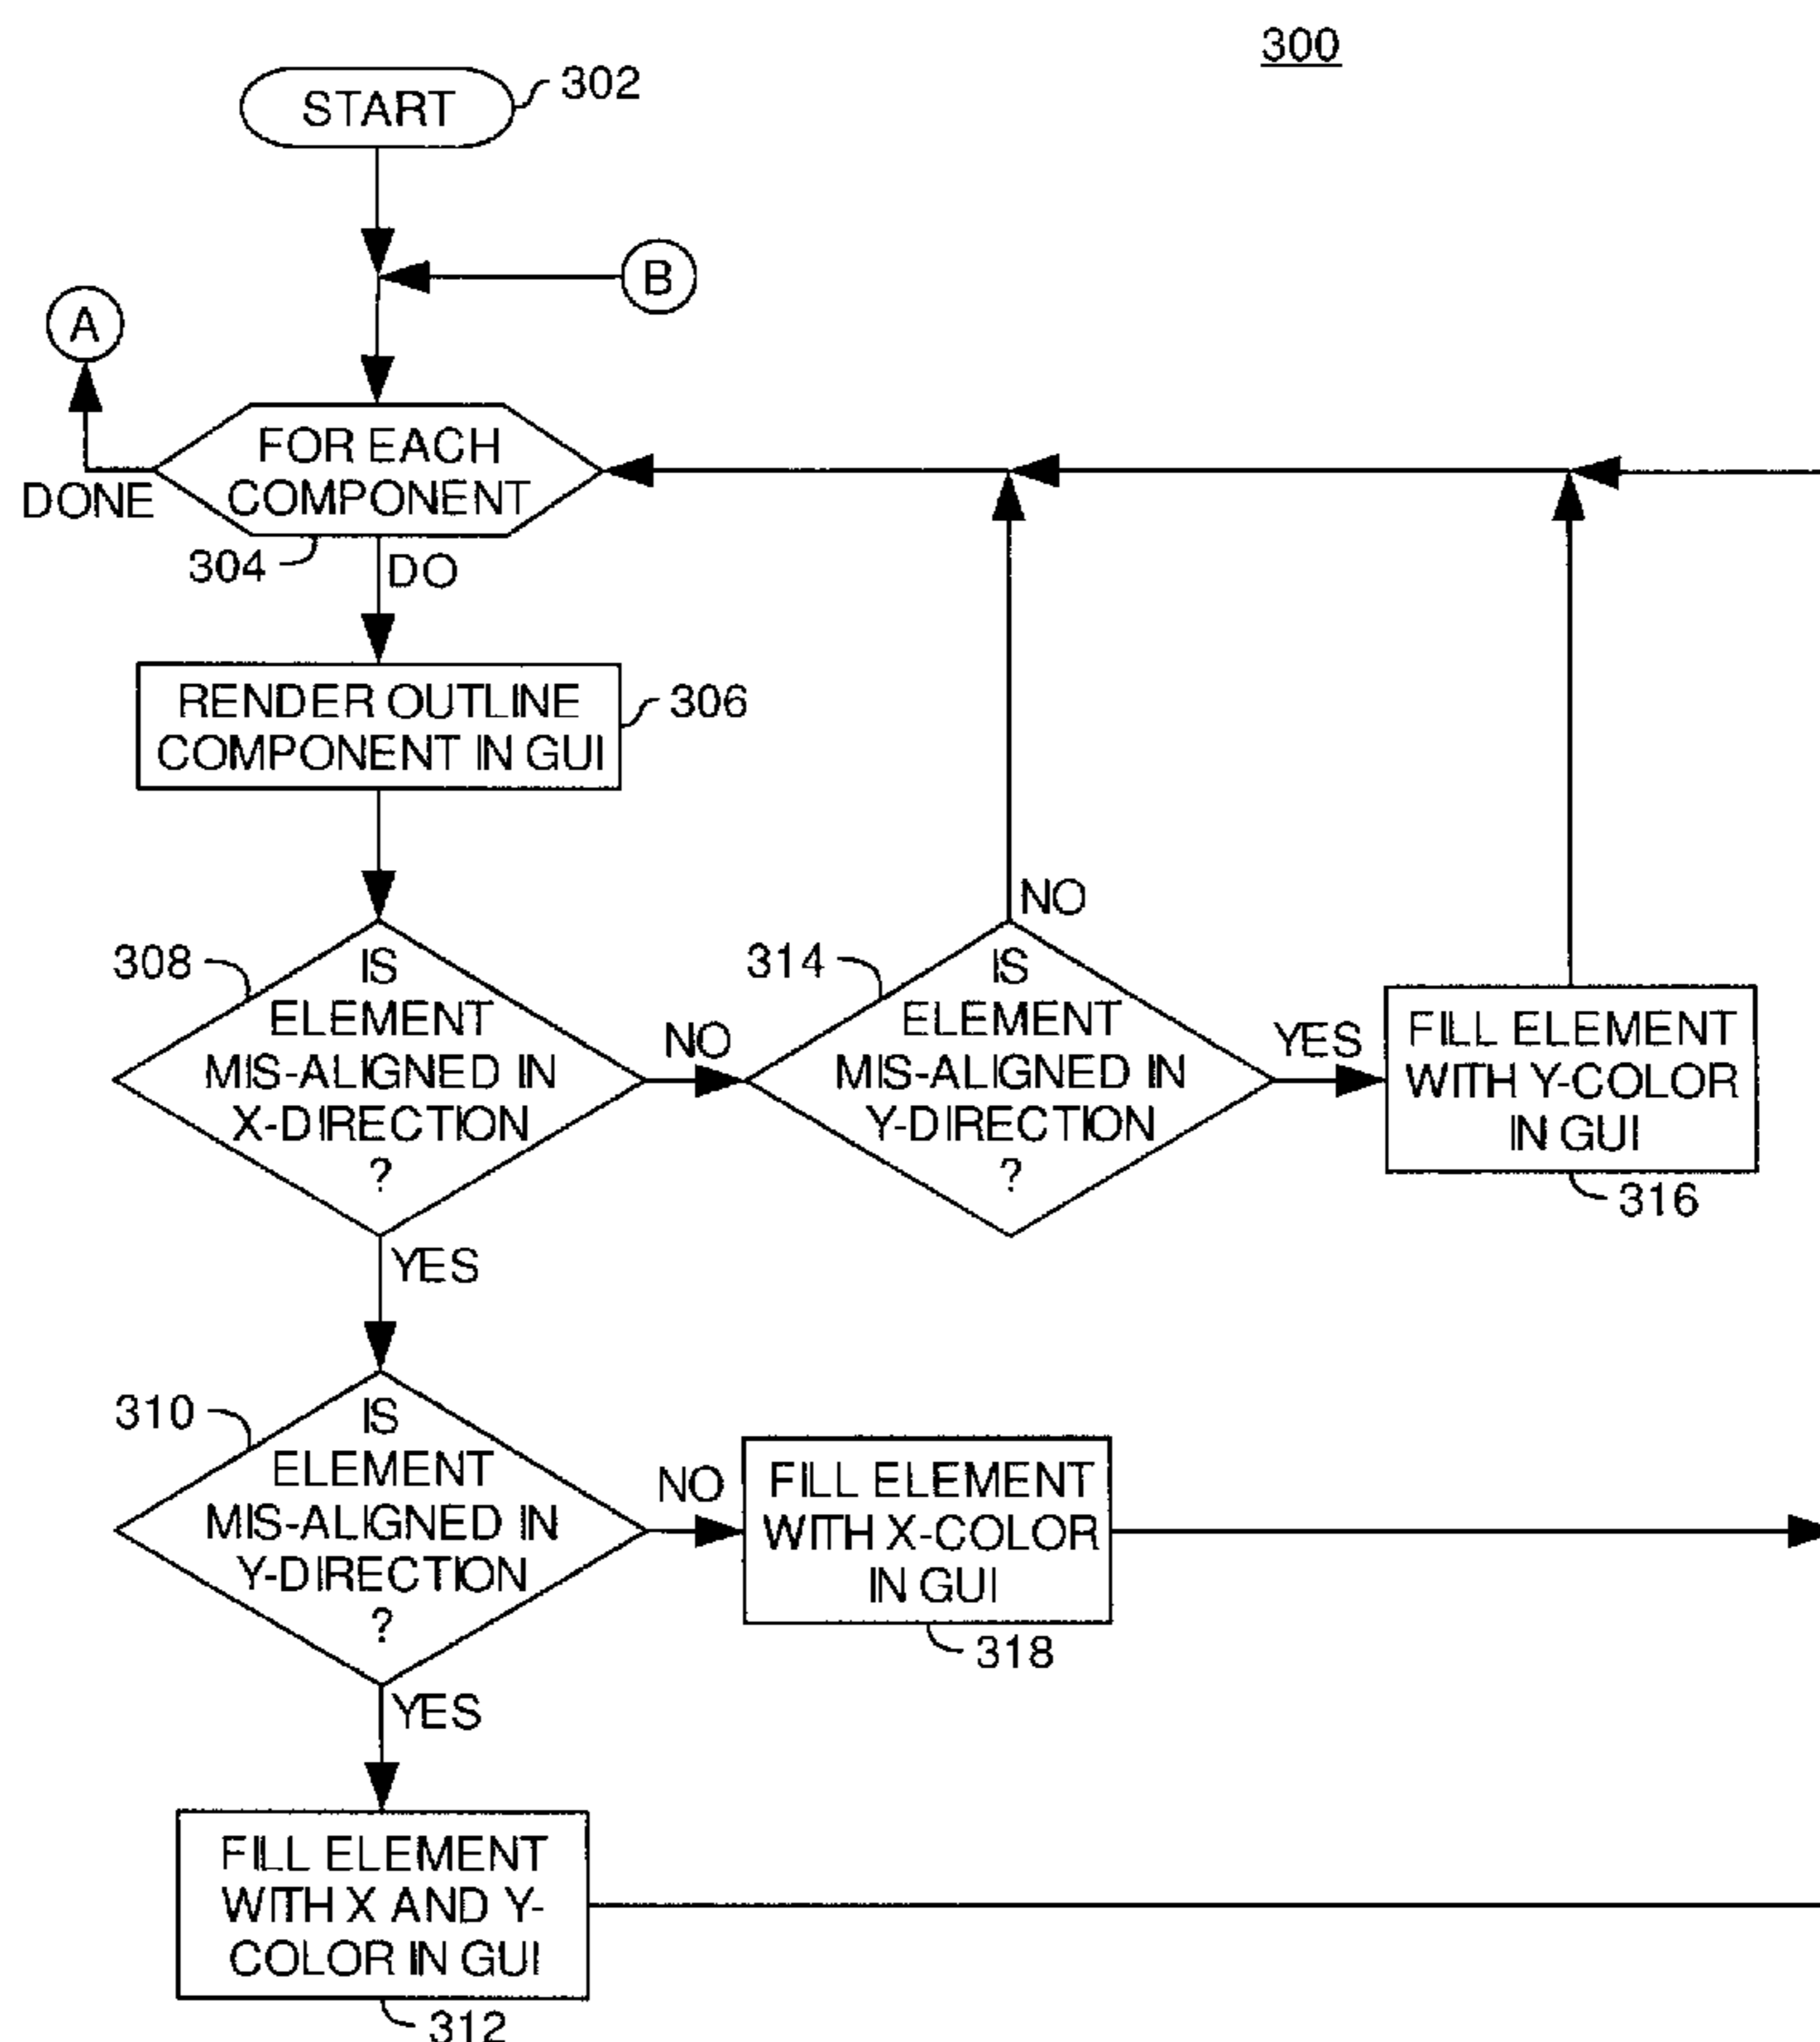 300
START
302
B
A
FOR EACH
COMPONENT
DONE
304
DO
RENDER OUTLINE
COMPONENT IN GUI
306
308
IS
ELEMENT
MIS-ALIGNED IN
X-DIRECTION
?
NO
314
IS
ELEMENT
MIS-ALIGNED IN
Y-DIRECTION
?
NO
YES
FILL ELEMENT
WITH Y-COLOR
IN GUI
316
YES
310
IS
ELEMENT
MIS-ALIGNED IN
Y-DIRECTION
?
NO
FILL ELEMENT
WITH X-COLOR
IN GUI
318
YES
FILL ELEMENT
WITH X AND Y-
COLOR IN GUI
312